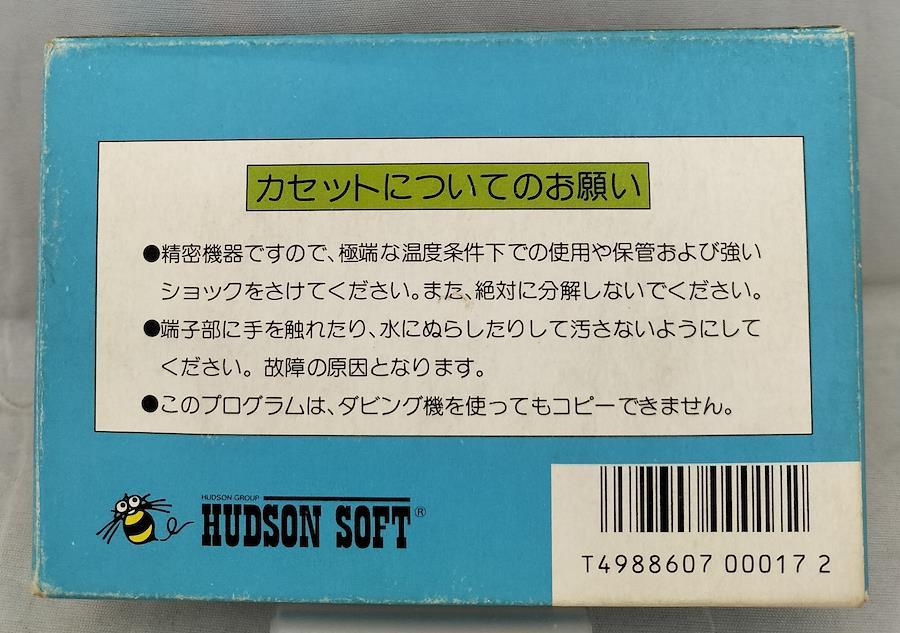 カセットについてのお願い
●精密機器ですので、極端な温度条件下での使用や保管および強い
ショックをさけてください。また、絶対に分解しないでください。
●端子部に手を触れたり、水にぬらしたりして汚さないようにして
ください。故障の原因となります。
●このプログラムは、ダビング機を使ってもコピーできません。
HUDSON GROUP
HUDSON SOFT®
T4988607 00017 2